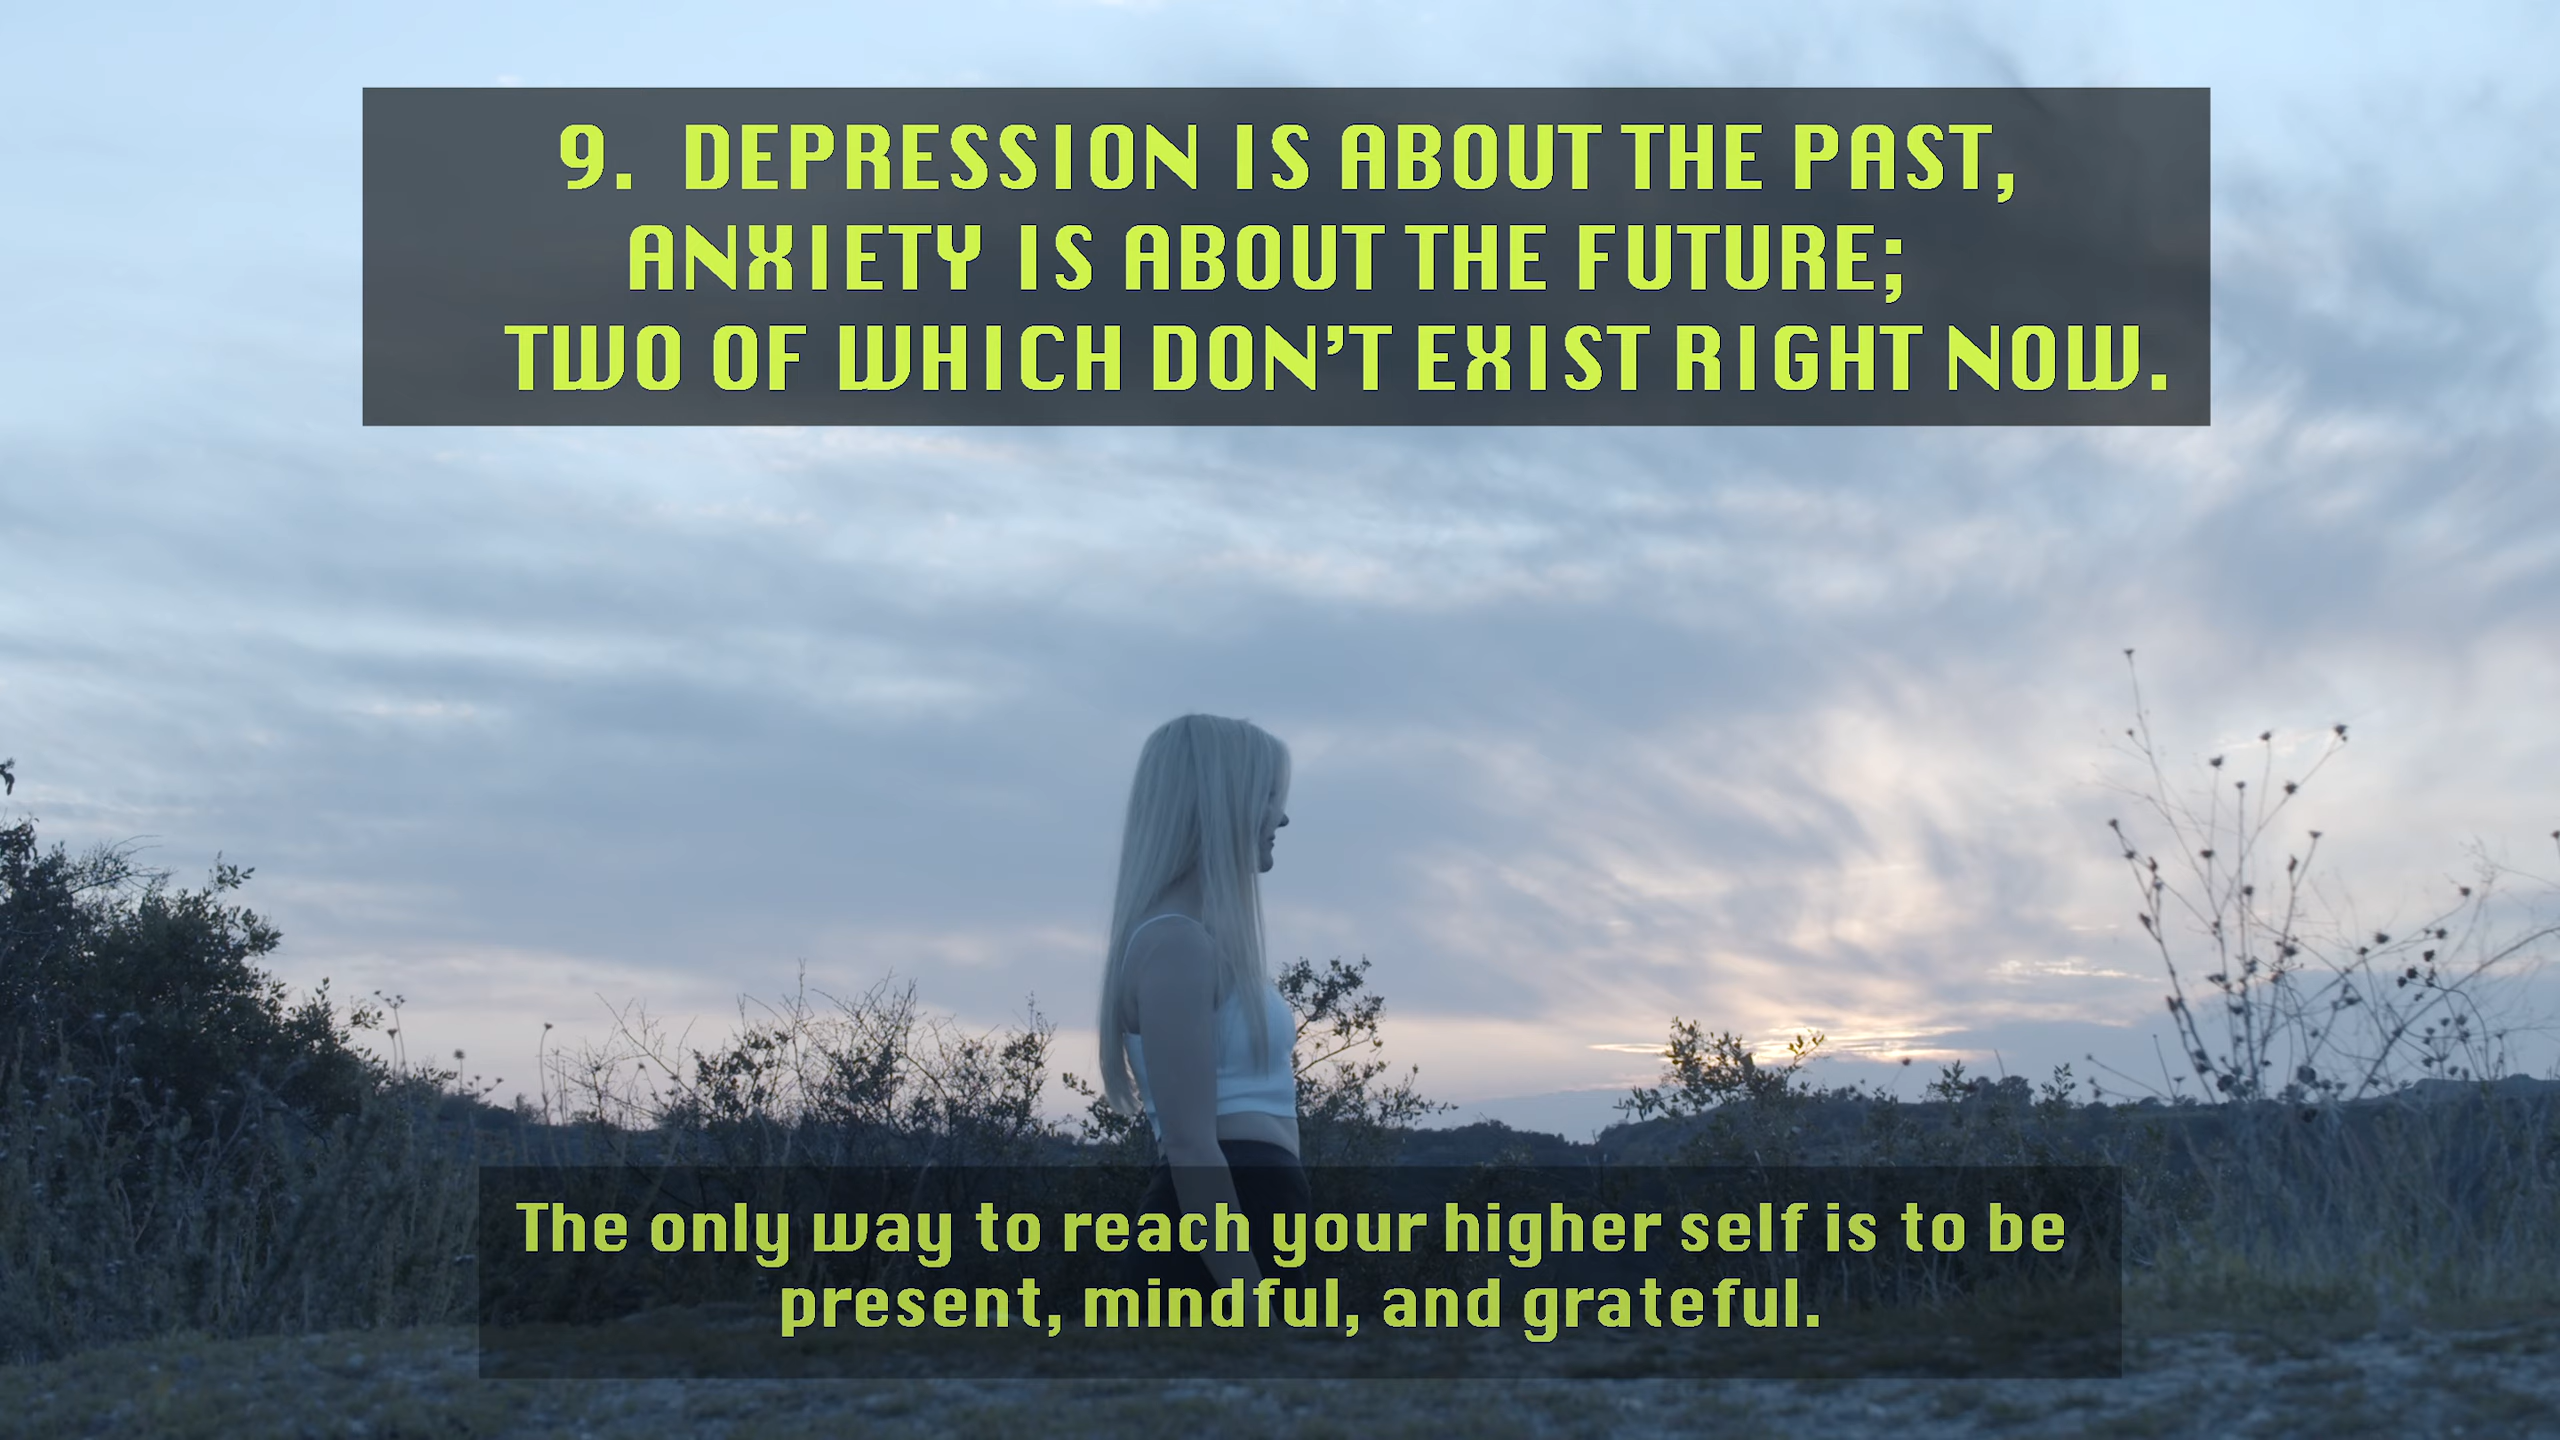 9. DEPRESSION IS ABOUT THE PAST,
ANXIETY IS ABOUT THE FUTURE;
TWO OF WHICH DON'T EXIST RIGHT NOW.
The only way to reach your higher self is to be
present, mindful, and grateful.